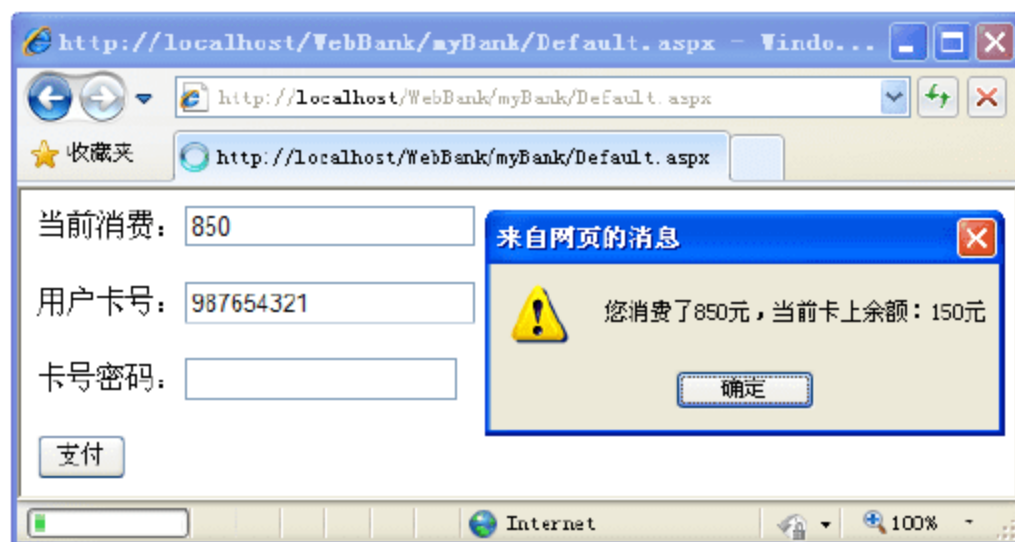 http://localhost/WebBank/myBank/Default.aspx - Windo...
http://localhost/WebBank/myBank/Default.aspx
收藏夹
http://localhost/WebBank/myBank/Default.aspx
当前消费：850
来自网页的消息
用户卡号：987654321
您消费了850元，当前卡上余额：150元
卡号密码：
确定
支付
Internet
100%